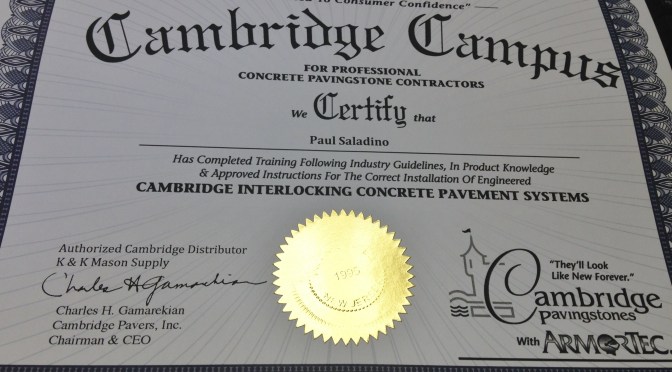 To Consumer Confidence"
Cambridge Campus
FOR PROFESSIONAL
CONCRETE PAVINGSTONE CONTRACTORS
We Certify that
Paul Saladino
Has Completed Training Following Industry Guidelines, In Product Knowledge
& Approved Instructions For The Correct Installation Of Engineered
CAMBRIDGE INTERLOCKING CONCRETE PAVEMENT SYSTEMS
Authorized Cambridge Distributor
K & K Mason Supply
Charles H Gamarekian
Charles H. Gamarekian
Cambridge Pavers, Inc.
Chairman & CEO
1995
"They'll Look
Like New Forever."
Cambridge
pavingstones
With ARMORTEC